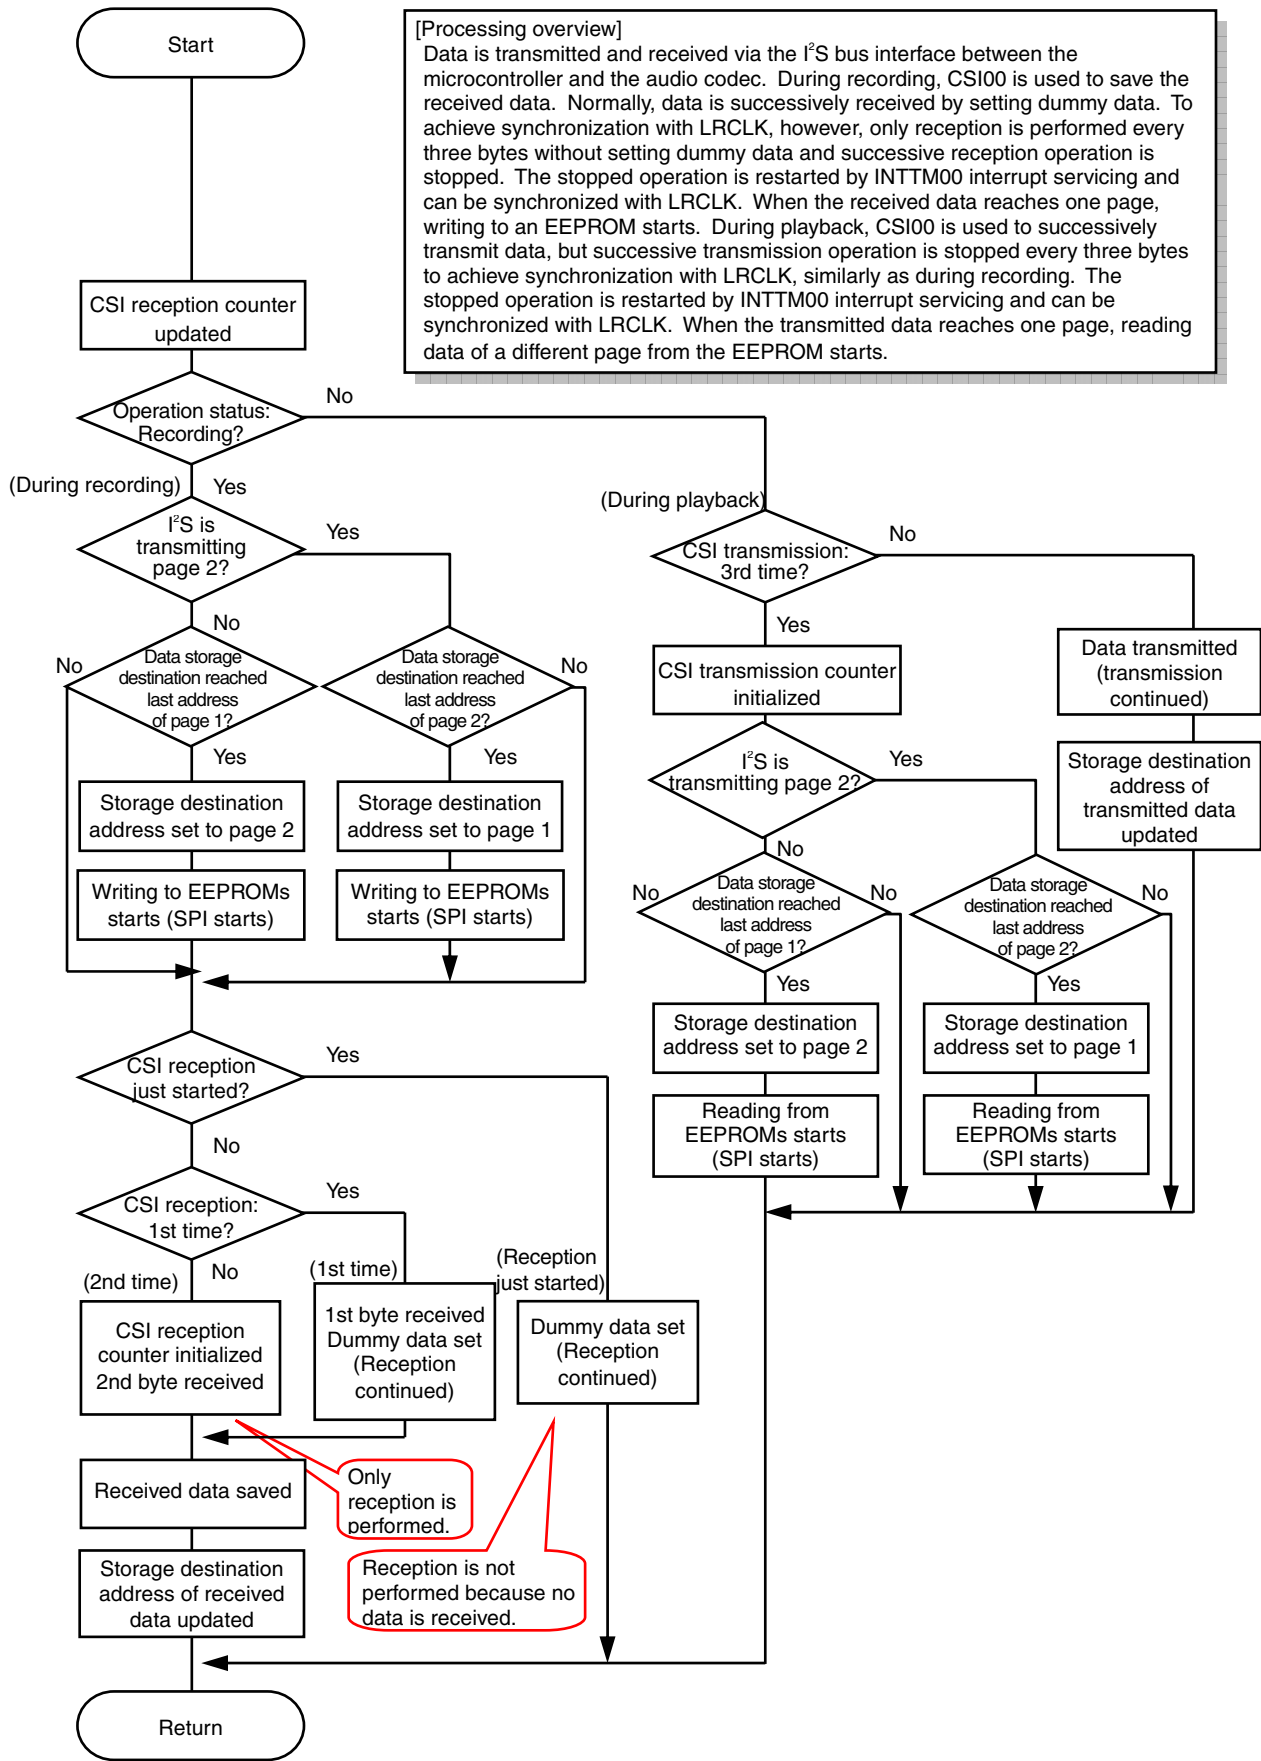 Start
[Processing overview]
Data is transmitted and received via the I²S bus interface between the
microcontroller and the audio codec. During recording, CSI00 is used to save the
received data. Normally, data is successively received by setting dummy data. To
achieve synchronization with LRCLK, however, only reception is performed every
three bytes without setting dummy data and successive reception operation is
stopped. The stopped operation is restarted by INTTM00 interrupt servicing and
can be synchronized with LRCLK. When the received data reaches one page,
writing to an EEPROM starts. During playback, CSI00 is used to successively
transmit data, but successive transmission operation is stopped every three bytes
to achieve synchronization with LRCLK, similarly as during recording. The
stopped operation is restarted by INTTM00 interrupt servicing and can be
synchronized with LRCLK. When the transmitted data reaches one page, reading
data of a different page from the EEPROM starts.
CSI reception counter
updated
Operation status:
Recording?
No
(During recording)
Yes
I²S is
transmitting
page 2?
Yes
No
No
Data storage
destination reached
last address
of page 1?
Yes
Data storage
destination reached
last address
of page 2?
No
Yes
Storage destination
address set to page 2
Storage destination
address set to page 1
Writing to EEPROMs
starts (SPI starts)
Writing to EEPROMs
starts (SPI starts)
(During playback)
CSI transmission:
3rd time?
No
Yes
CSI transmission counter
initialized
Data transmitted
(transmission
continued)
I²S is
transmitting page 2?
Yes
Storage destination
address of
transmitted data
updated
No
No
Data storage
destination reached
last address
of page 1?
No
Yes
Data storage
destination reached
last address
of page 2?
No
Yes
Storage destination
address set to page 2
Storage destination
address set to page 1
Reading from
EEPROMs starts
(SPI starts)
Reading from
EEPROMs starts
(SPI starts)
CSI reception
just started?
Yes
No
CSI reception:
1st time?
Yes
(2nd time)
No
(1st time)
(Reception
just started)
CSI reception
counter initialized
2nd byte received
1st byte received
Dummy data set
(Reception
continued)
Dummy data set
(Reception
continued)
Only
reception is
performed.
Received data saved
Reception is not
performed because no
data is received.
Storage destination
address of received
data updated
Return